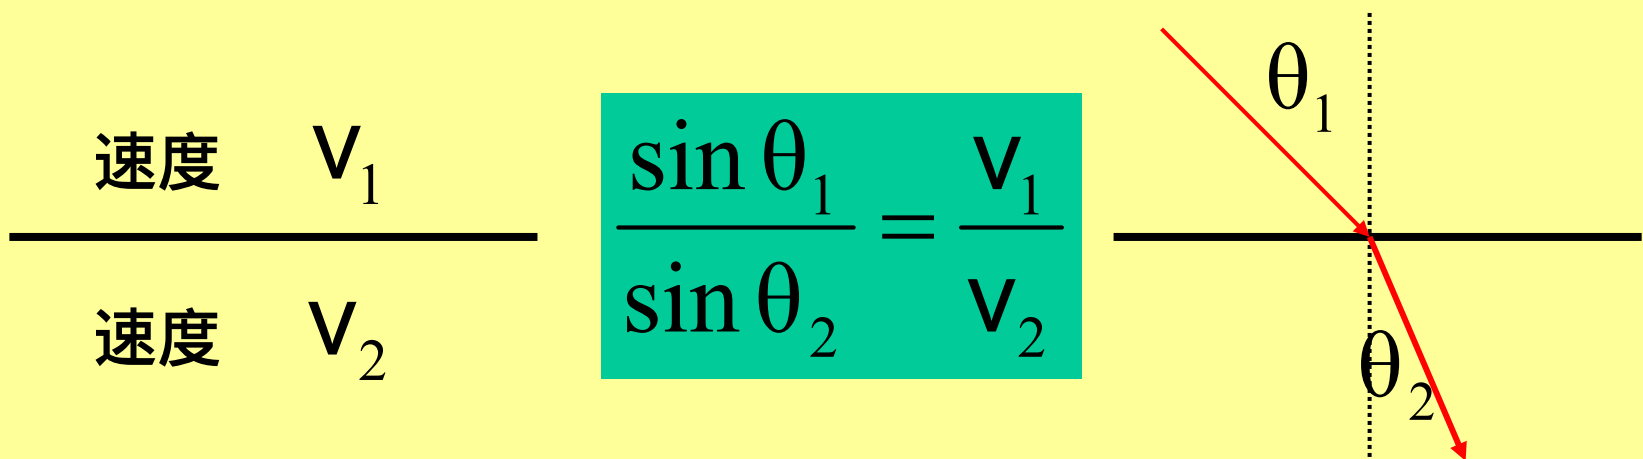 速度 v₁
速度 v₂
sin θ₁ / sin θ₂ = v₁ / v₂
θ₁
θ₂